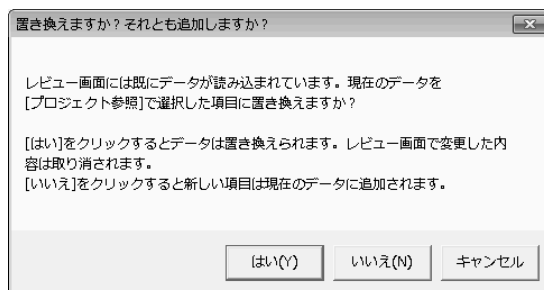 置き換えますか？それとも追加しますか？
レビュー画面には既にデータが読み込まれています。現在のデータを
[プロジェクト参照]で選択した項目に置き換えますか？
[はい]をクリックするとデータは置き換えられます。レビュー画面で変更した内
容は取り消されます。
[いいえ]をクリックすると新しい項目は現在のデータに追加されます。
はい(Y)
いいえ(N)
キャンセル